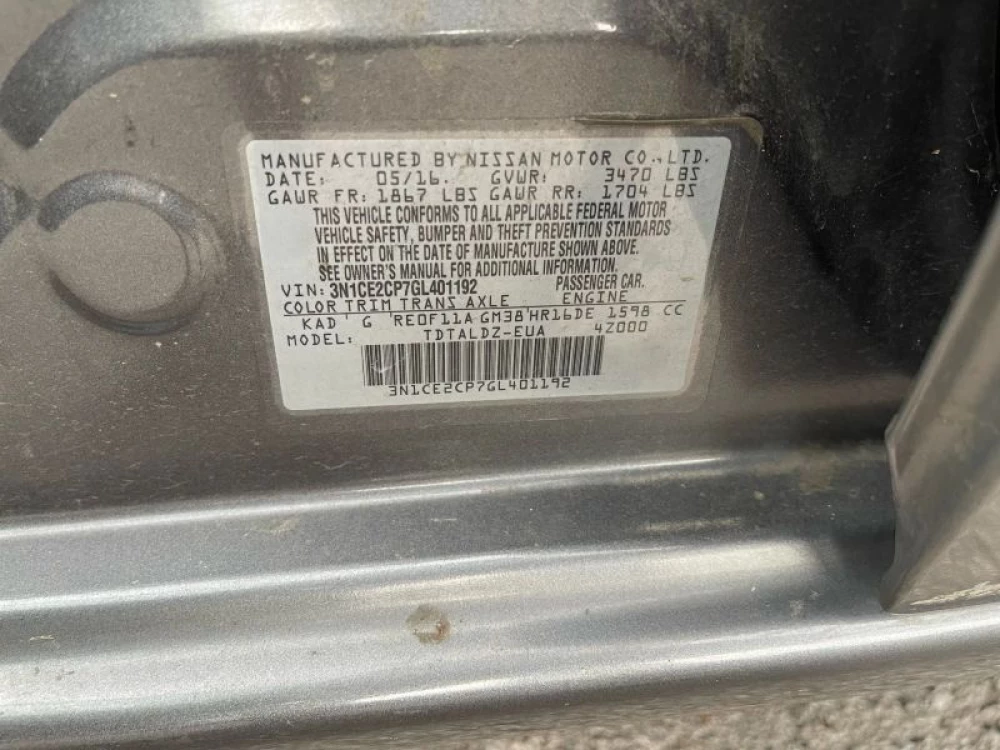 MANUFACTURED BY NISSAN MOTOR CO.,LTD.
DATE: 05/16. GVWR: 3470 LBS
GAWR FR: 1867 LBS GAWR RR: 1704 LBS
THIS VEHICLE CONFORMS TO ALL APPLICABLE FEDERAL MOTOR
VEHICLE SAFETY, BUMPER AND THEFT PREVENTION STANDARDS
IN EFFECT ON THE DATE OF MANUFACTURE SHOWN ABOVE.
SEE OWNER'S MANUAL FOR ADDITIONAL INFORMATION.
VIN: 3N1CE2CP7GL401192 PASSENGER CAR.
COLOR TRIM TRANS AXLE ENGINE
KAD G RE0F11A GM38 HR16DE 1598 CC
MODEL: TDTALDZ-EUA 4Z000
3N1CE2CP7GL401192